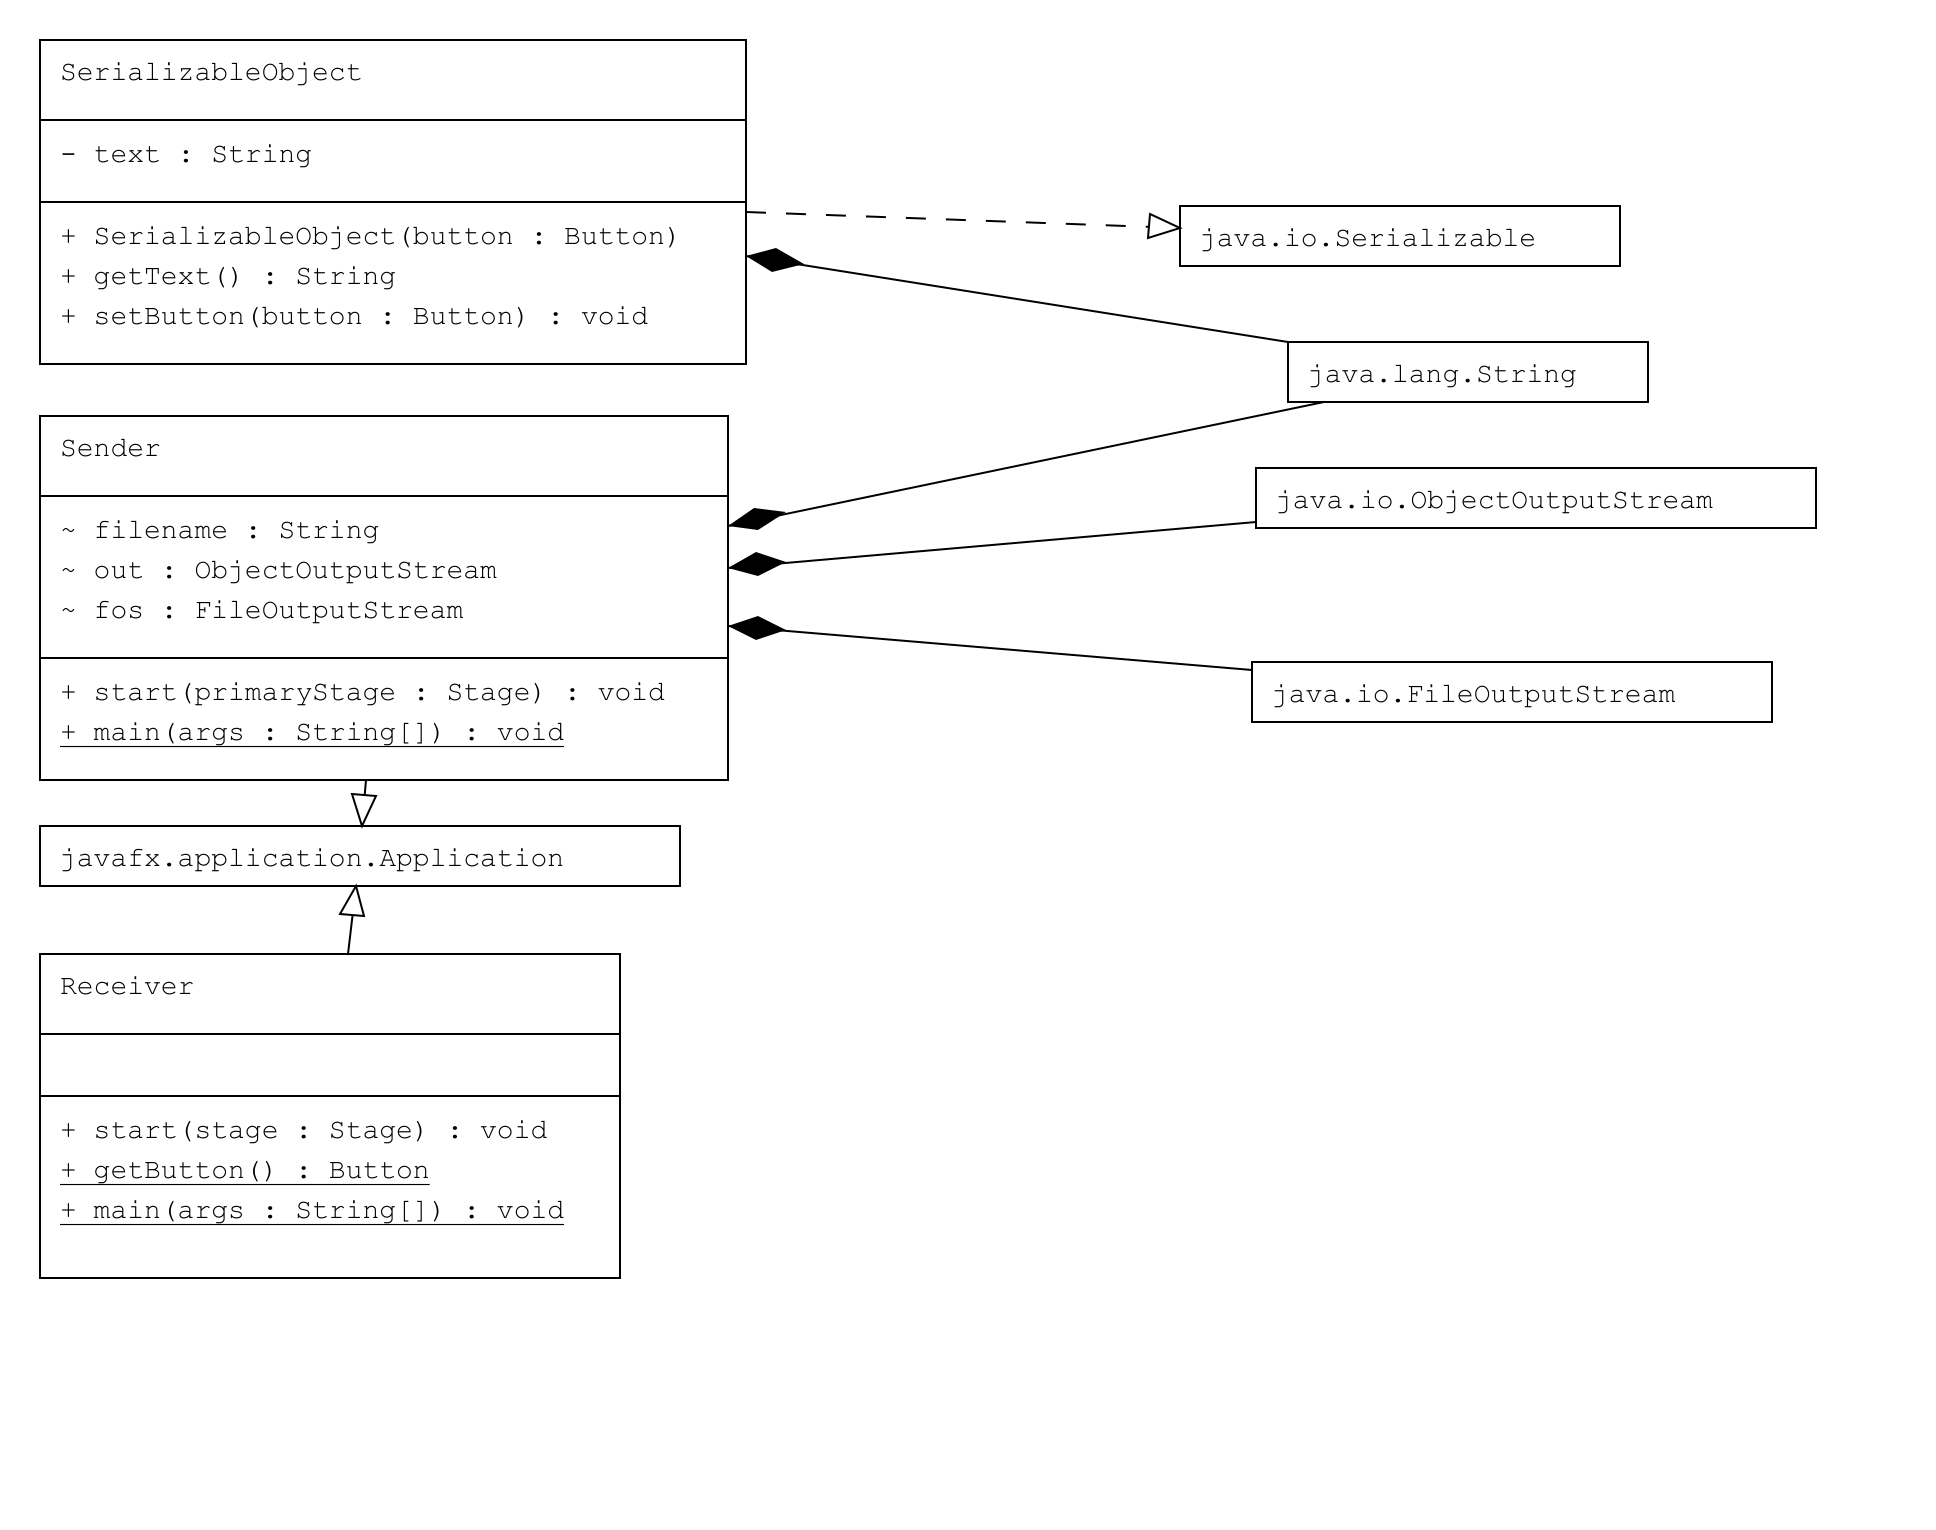 SerializableObject
- text : String
+ SerializableObject(button : Button)
+ getText() : String
+ setButton(button : Button) : void
java.io.Serializable
java.lang.String
Sender
~ filename : String
~ out : ObjectOutputStream
~ fos : FileOutputStream
+ start(primaryStage : Stage) : void
+ main(args : String[]) : void
java.io.ObjectOutputStream
java.io.FileOutputStream
javafx.application.Application
Receiver
+ start(stage : Stage) : void
+ getButton() : Button
+ main(args : String[]) : void